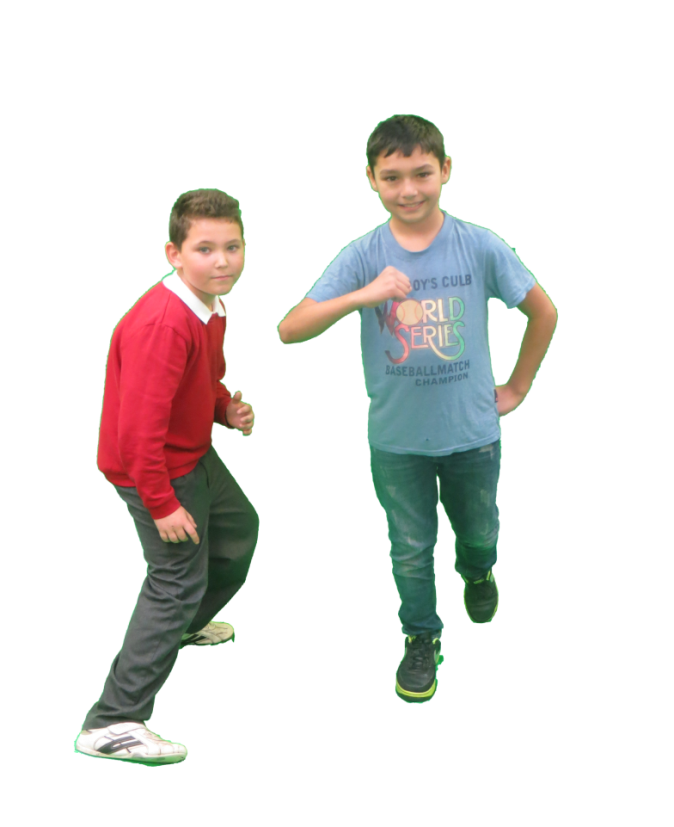 OY'S CULB
WORLD
SERIES
BASEBALLMATCH
CHAMPION